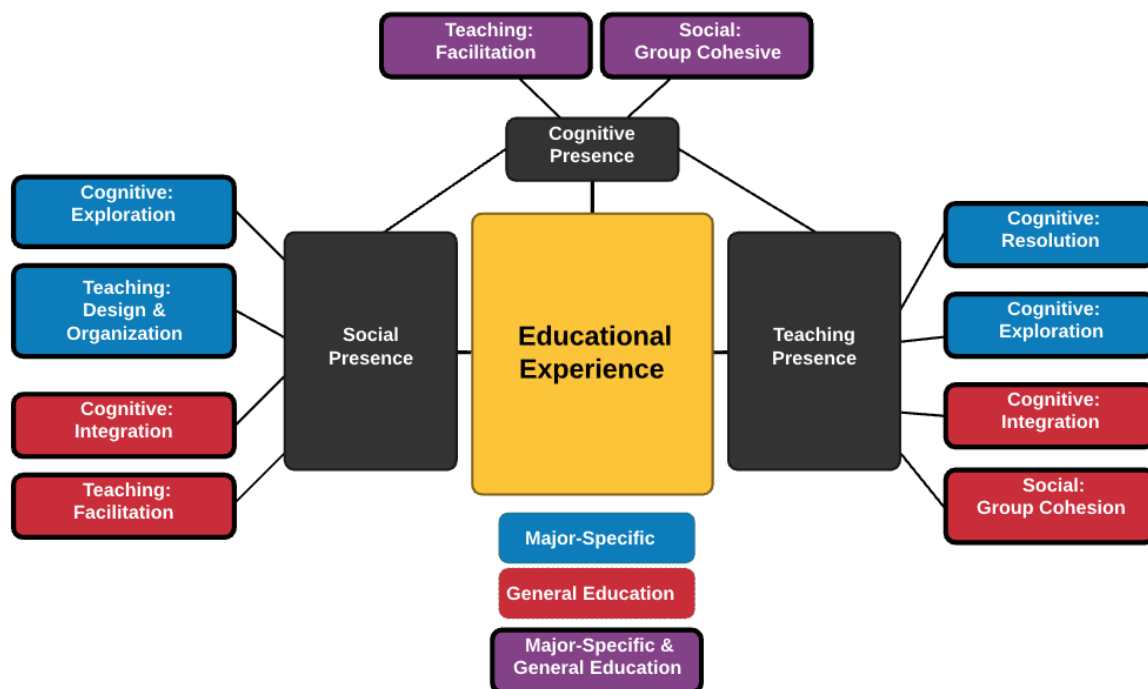 Teaching:
Facilitation
Social:
Group Cohesive
Cognitive
Presence
Cognitive:
Exploration
Teaching:
Design &
Organization
Cognitive:
Integration
Teaching:
Facilitation
Social
Presence
Educational
Experience
Teaching
Presence
Cognitive:
Resolution
Cognitive:
Exploration
Cognitive:
Integration
Social:
Group Cohesion
Major-Specific
General Education
Major-Specific &
General Education